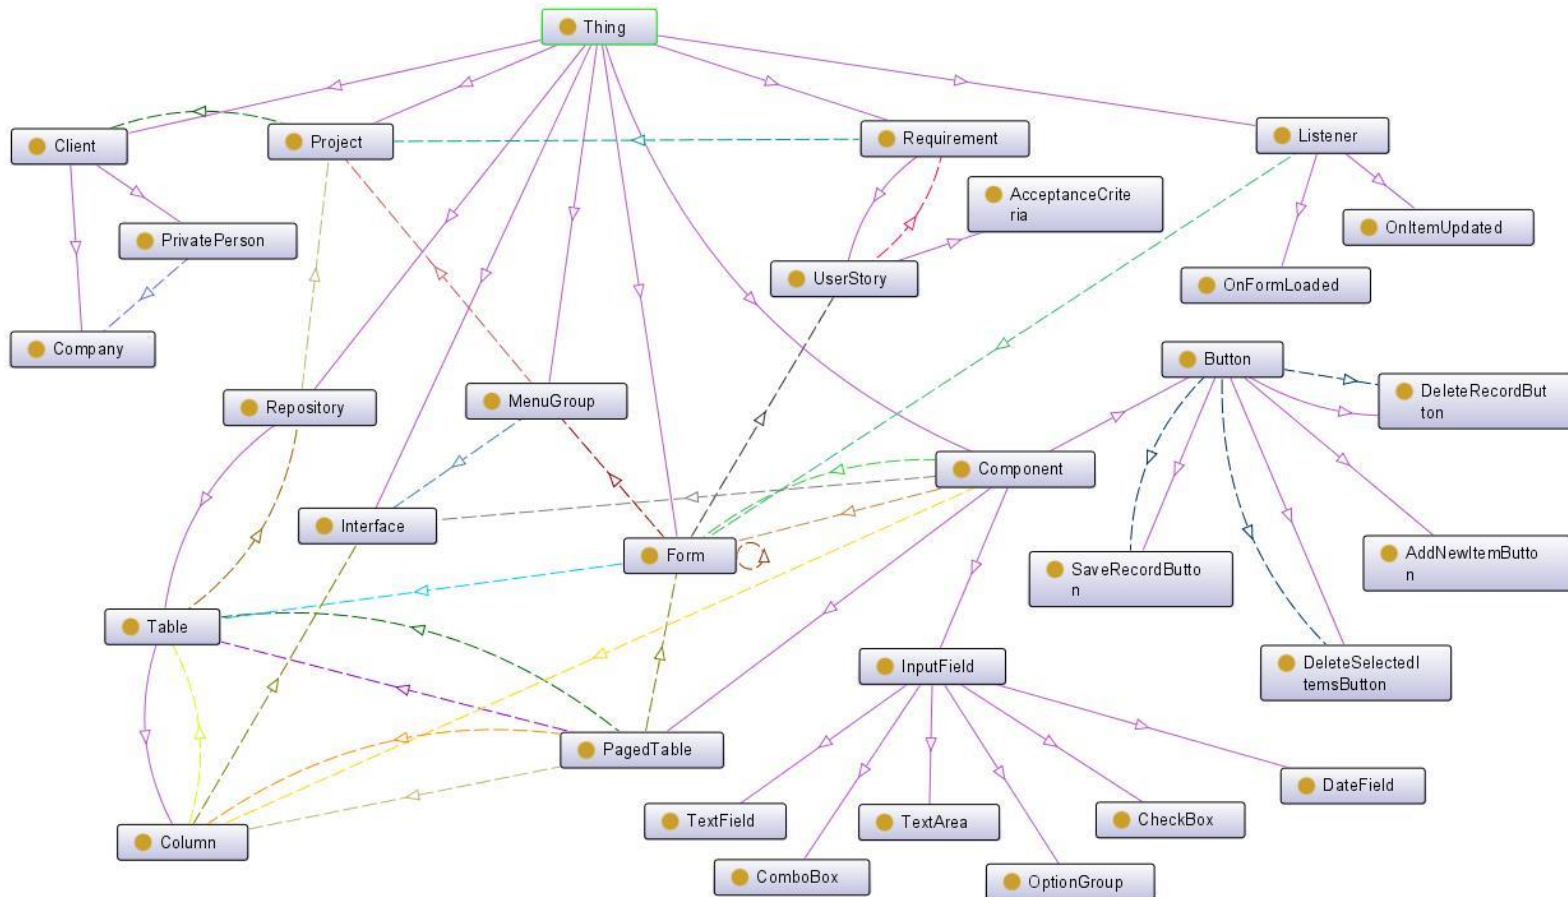 Thing
Client
Project
Requirement
Listener
AcceptanceCrite
ria
PrivatePerson
OnItemUpdated
UserStory
OnFormLoaded
Company
Button
Repository
MenuGroup
DeleteRecordBut
ton
Component
Interface
Form
SaveRecordButto
n
AddNewItemButto
n
Table
InputField
DeleteSelectedI
temsButton
PagedTable
DateField
TextField
TextArea
CheckBox
Column
ComboBox
OptionGroup